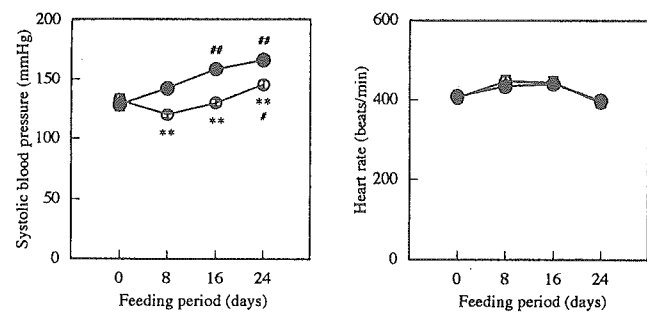 200
150
100
50
0
Systolic blood pressure (mmHg)
##
##
**
**
**
#
0 8 16 24
Feeding period (days)
600
400
200
0
Heart rate (beats/min)
0 8 16 24
Feeding period (days)